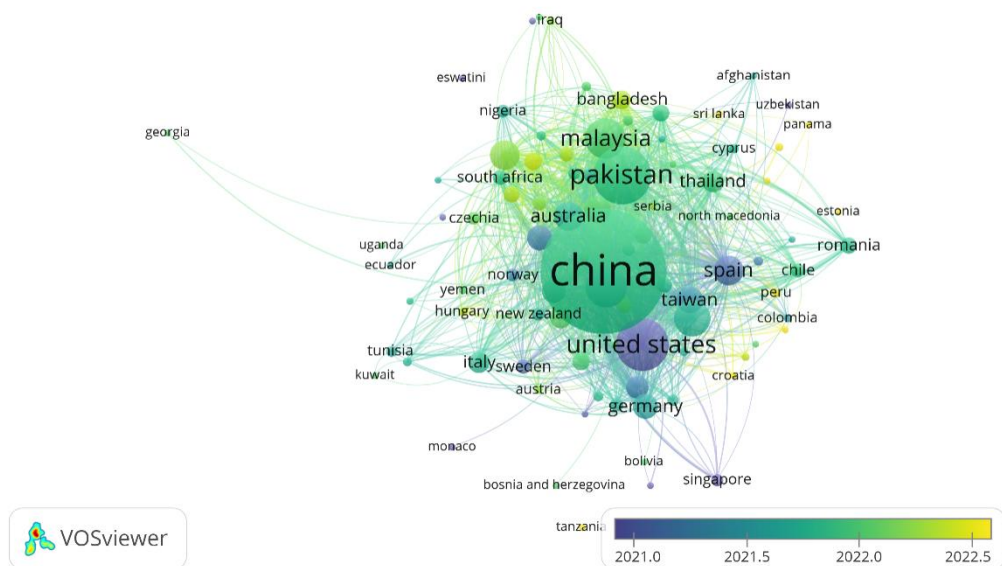 iraq
eswatini
afghanistan
nigeria
bangladesh
uzbekistan
sri lanka
panama
georgia
malaysia
cyprus
pakistan
south africa
thailand
serbia
czechia
australia
north macedonia
estonia
uganda
romania
ecuador
norway
china
spain
chile
yemen
taiwan
peru
hungary
new zealand
colombia
tunisia
united states
kuwait
italy
sweden
croatia
austria
germany
monaco
bolivia
bosnia and herzegovina
singapore
tanzania
VOSviewer
2021.0 2021.5 2022.0 2022.5